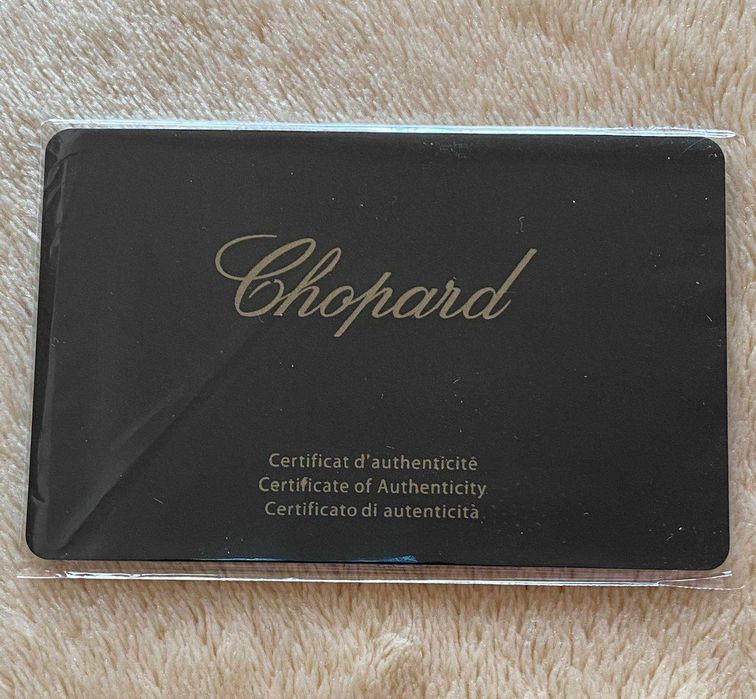 Chopard
Certificat d'authenticité
Certificate of Authenticity
Certificato di autenticità